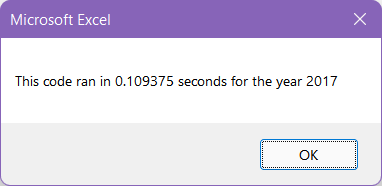 Microsoft Excel
This code ran in 0.109375 seconds for the year 2017
OK